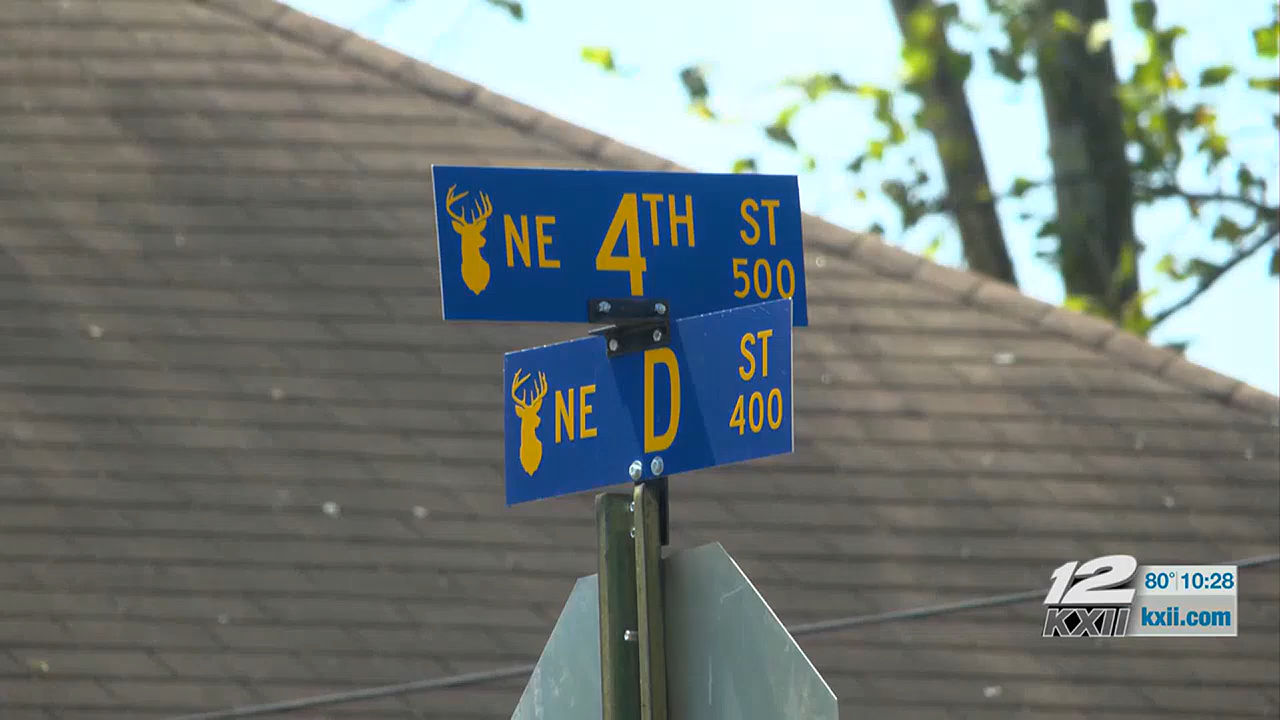 NE 4TH ST
500
NE D ST
400
12 80° 10:28
KXII kxii.com